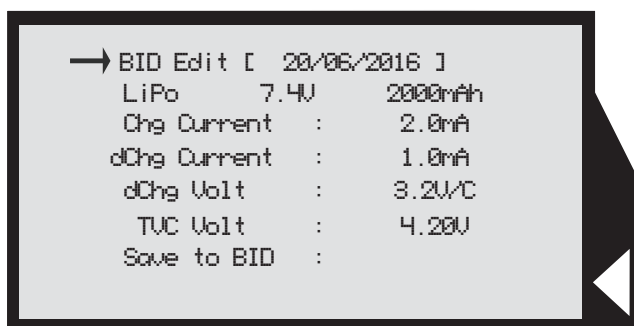 → BID Edit [ 20/06/2016 ]
LiPo 7.4V 2000mAh
Chg Current : 2.0mA
dChg Current : 1.0mA
dChg Volt : 3.2V/C
TVC Volt : 4.20V
Save to BID :